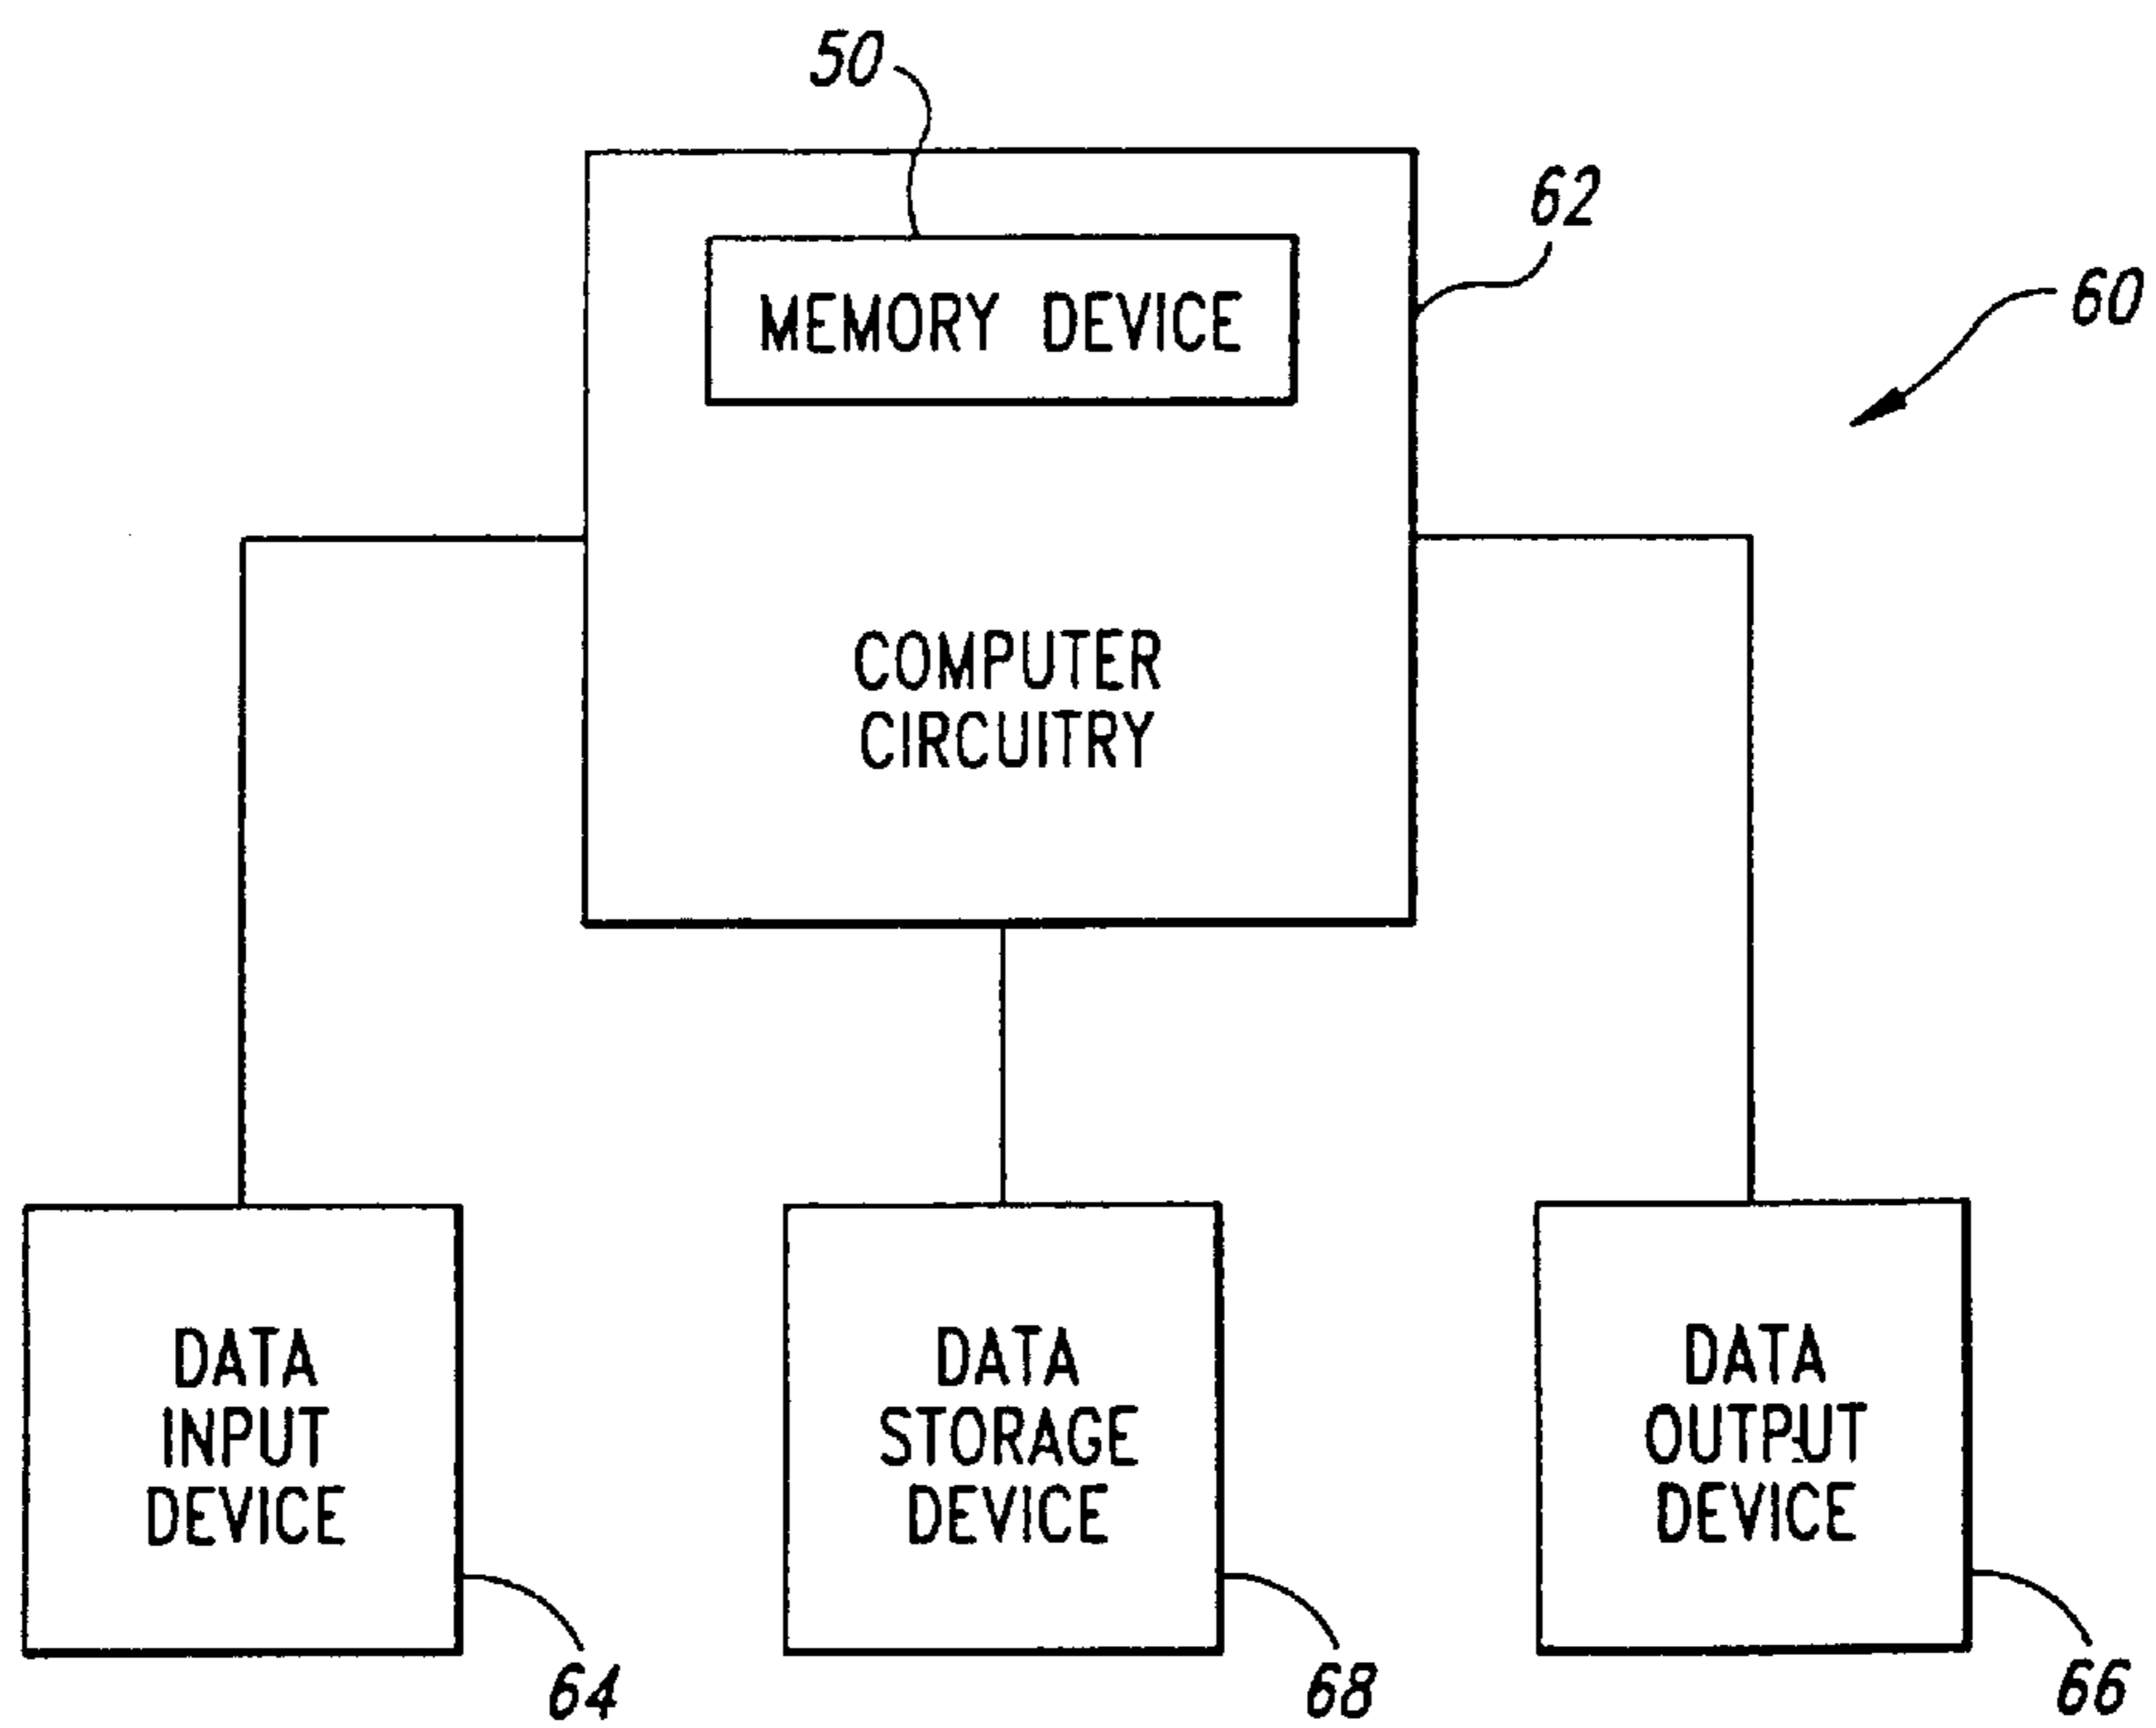 50
62
60
MEMORY DEVICE
COMPUTER
CIRCUITRY
DATA
INPUT
DEVICE
64
DATA
STORAGE
DEVICE
68
DATA
OUTPUT
DEVICE
66